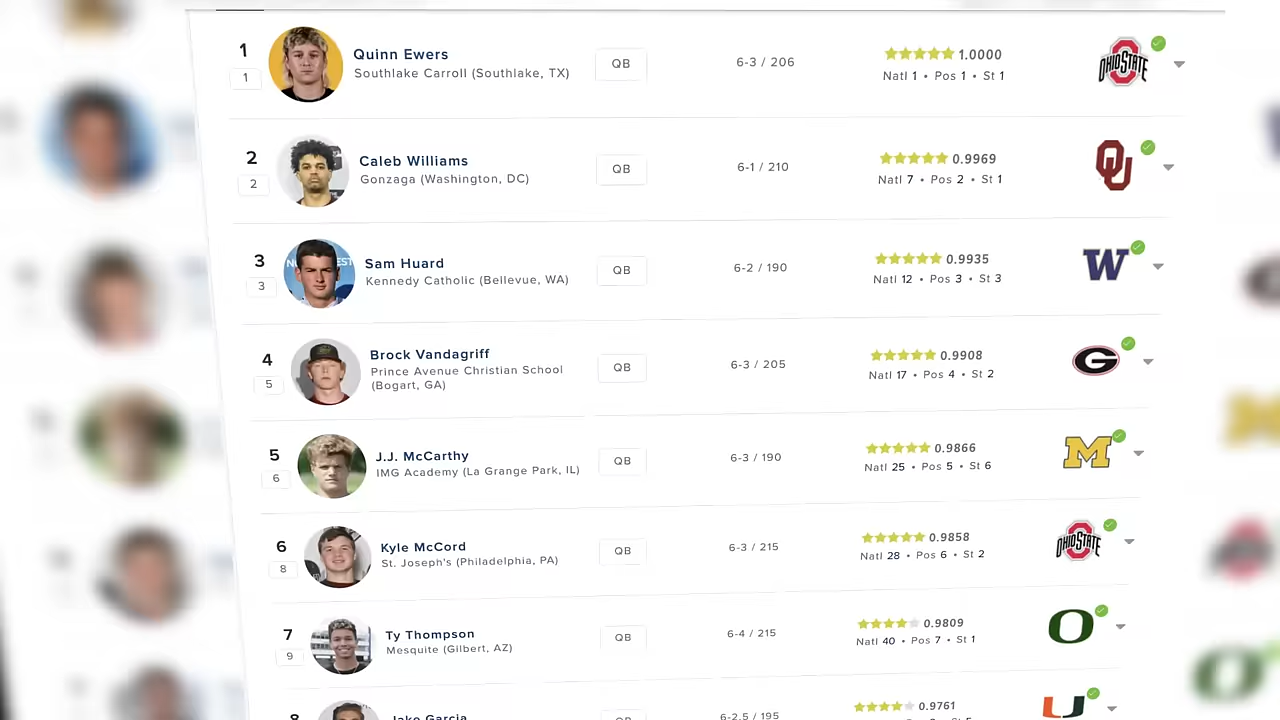 1
Quinn Ewers
QB
6-3 / 206
1.0000
OHIO STATE
1
Southlake Carroll (Southlake, TX)
Natl 1 • Pos 1 • St 1
2
Caleb Williams
QB
6-1 / 210
0.9969
OU
2
Gonzaga (Washington, DC)
Natl 7 • Pos 2 • St 1
3
Sam Huard
QB
6-2 / 190
0.9935
W
3
Kennedy Catholic (Bellevue, WA)
Natl 12 • Pos 3 • St 3
4
Brock Vandagriff
QB
6-3 / 205
0.9908
G
5
Prince Avenue Christian School
(Bogart, GA)
Natl 17 • Pos 4 • St 2
5
J.J. McCarthy
QB
6-3 / 190
0.9866
M
6
IMG Academy (La Grange Park, IL)
Natl 25 • Pos 5 • St 6
6
Kyle McCord
QB
6-3 / 215
0.9858
OHIO STATE
8
St. Joseph's (Philadelphia, PA)
Natl 28 • Pos 6 • St 2
7
Ty Thompson
QB
6-4 / 215
0.9809
O
9
Mesquite (Gilbert, AZ)
Natl 40 • Pos 7 • St 1
8
Jake Garcia
QB
6-2.5 / 195
0.9761
U